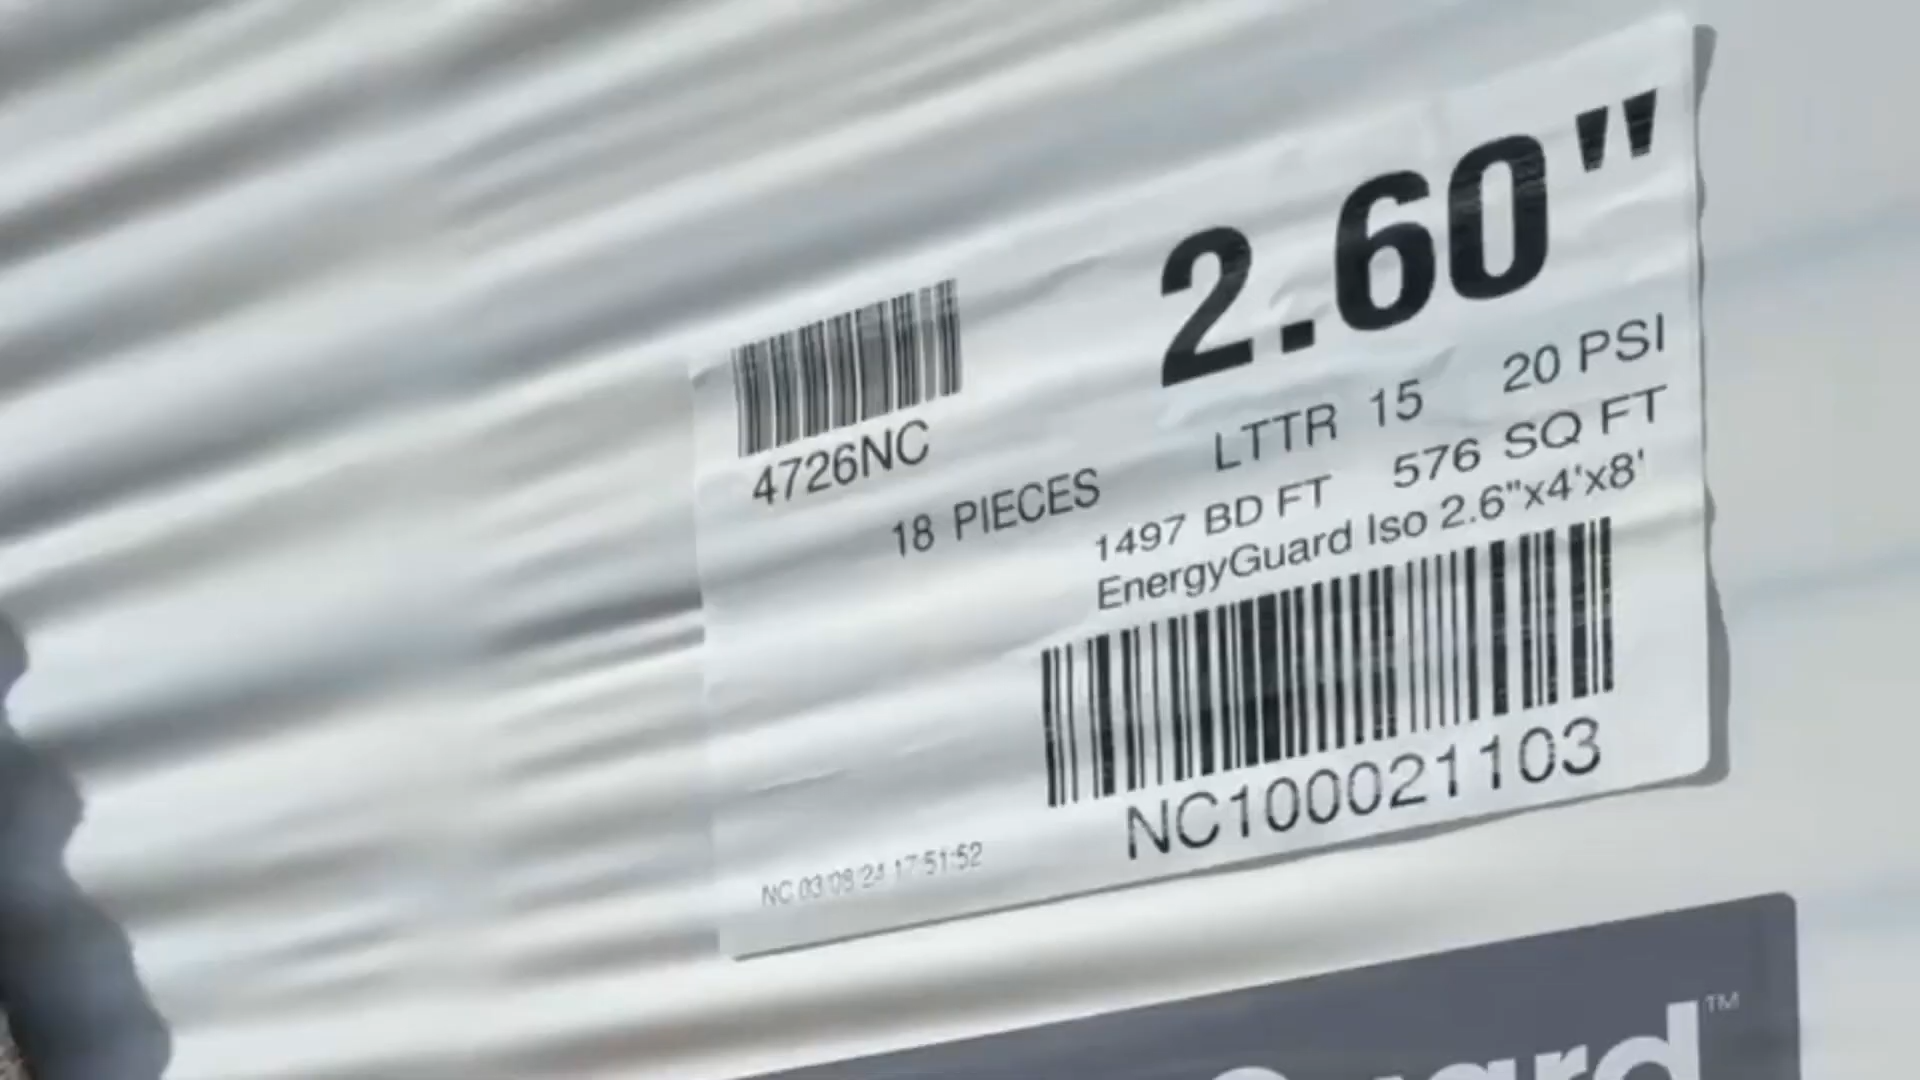 2.60"
4726NC
LTTR 15 20 PSI
18 PIECES
1497 BD FT 576 SQ FT
EnergyGuard Iso 2.6"x4'x8'
NC100021103
NC 03 08 24 17:51:52
Guard™